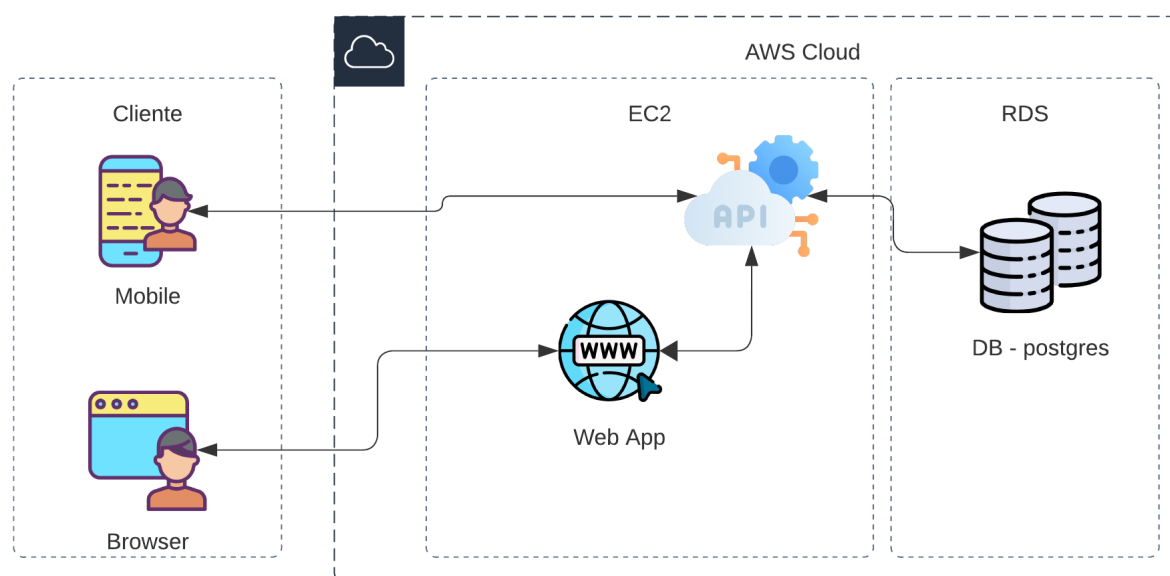 AWS Cloud
Cliente
EC2
RDS
API
Mobile
WWW
DB - postgres
Web App
Browser